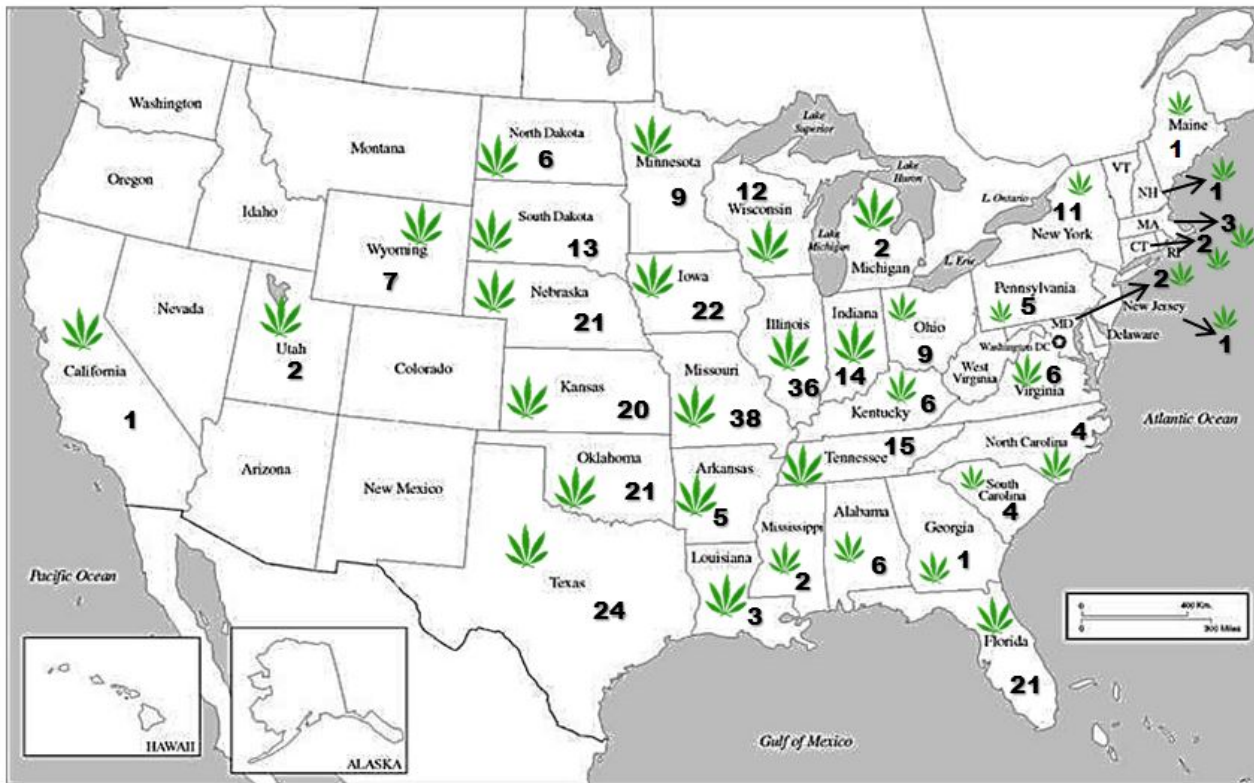 Washington
Oregon
Montana
Idaho
North Dakota
6
Minnesota
9
South Dakota
13
Wyoming
7
Wisconsin
12
Lake
Superior
Lake
Huron
Lake
Michigan
Michigan
2
L. Ontario
L. Erie
New York
11
VT
Maine
1
NH
1
MA
3
CT
2
RI
Pennsylvania
5
New Jersey
1
MD
2
Delaware
Washington DC
0
Nevada
California
1
Utah
2
Colorado
Nebraska
21
Iowa
22
Illinois
36
Indiana
14
Ohio
9
West
Virginia
Virginia
6
Kansas
20
Missouri
38
Kentucky
6
Tennessee
15
North Carolina
4
South
Carolina
4
Arizona
New Mexico
Oklahoma
21
Arkansas
5
Mississippi
2
Alabama
6
Georgia
1
Texas
24
Louisiana
3
Florida
21
Pacific Ocean
Atlantic Ocean
Gulf of Mexico
HAWAII
ALASKA
0
400 Km.
0
300 Miles